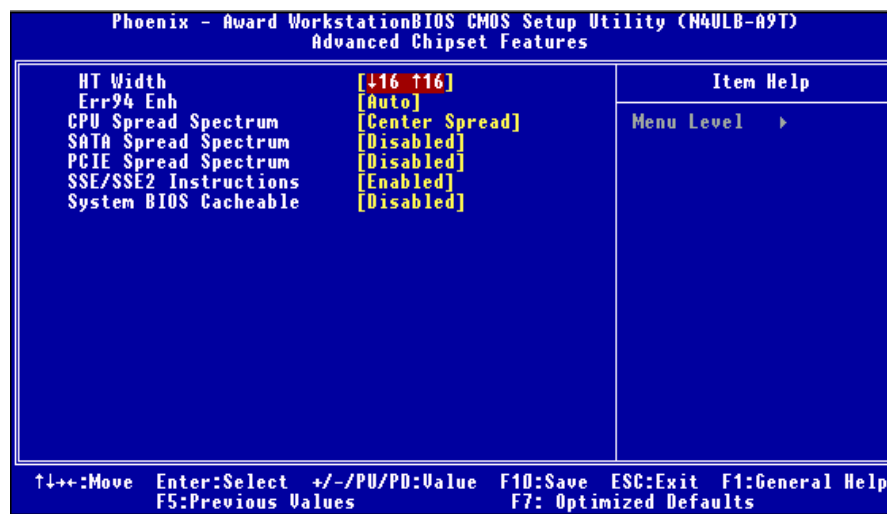 Phoenix - Award WorkstationBIOS CMOS Setup Utility (N4ULB-A9T)
Advanced Chipset Features
HT Width [↓16 ↑16]
Err94 Enh [Auto]
CPU Spread Spectrum [Center Spread]
SATA Spread Spectrum [Disabled]
PCIE Spread Spectrum [Disabled]
SSE/SSE2 Instructions [Enabled]
System BIOS Cacheable [Disabled]
Item Help
Menu Level ▸
↑↓→←:Move Enter:Select +/-/PU/PD:Value F10:Save ESC:Exit F1:General Help
F5:Previous Values F7: Optimized Defaults